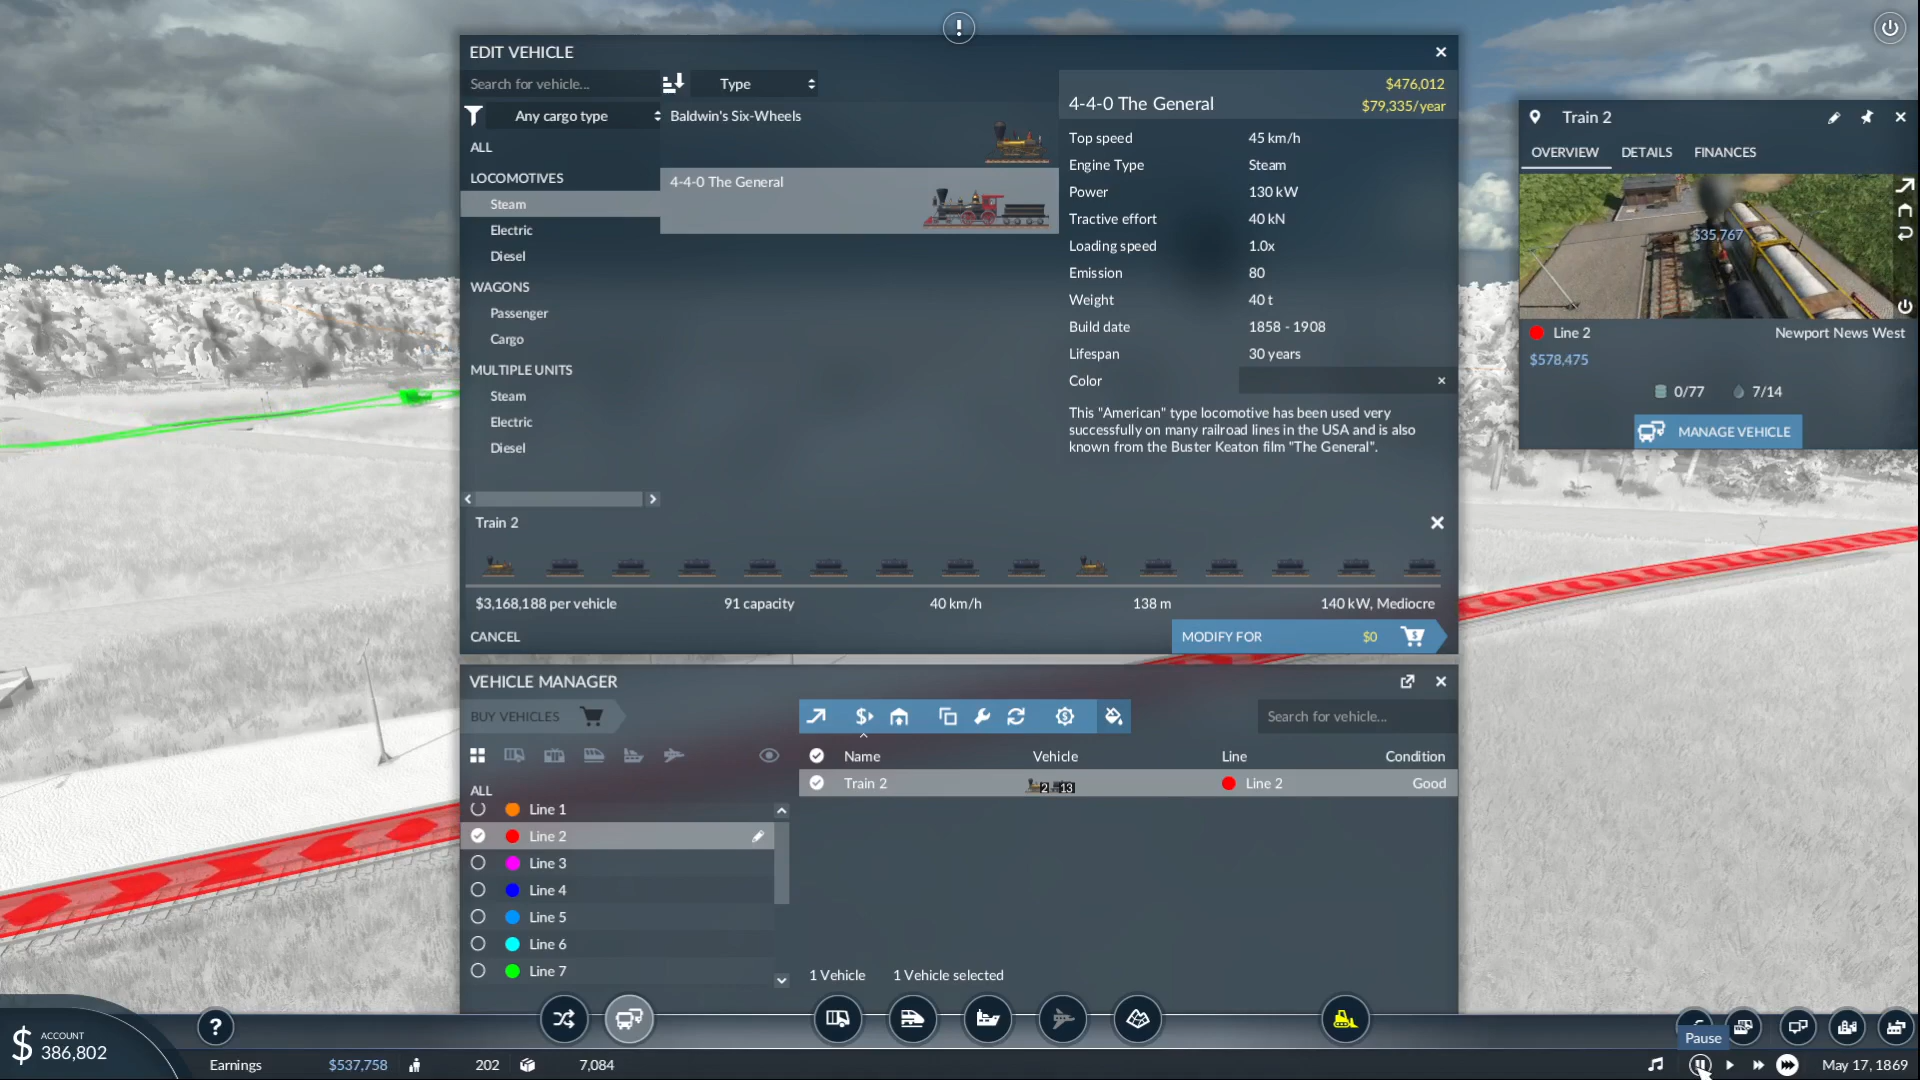 !
EDIT VEHICLE
Search for vehicle...
Type
Any cargo type
ALL
LOCOMOTIVES
Steam
Electric
Diesel
WAGONS
Passenger
Cargo
MULTIPLE UNITS
Steam
Electric
Diesel
Baldwin's Six-Wheels
4-4-0 The General
4-4-0 The General
$476,012
$79,335/year
Top speed 45 km/h
Engine Type Steam
Power 130 kW
Tractive effort 40 kN
Loading speed 1.0x
Emission 80
Weight 40 t
Build date 1858 - 1908
Lifespan 30 years
Color
This "American" type locomotive has been used very
successfully on many railroad lines in the USA and is also
known from the Buster Keaton film "The General".
Train 2
$3,168,188 per vehicle 91 capacity 40 km/h 138 m 140 kW, Mediocre
CANCEL
MODIFY FOR $0
Train 2
OVERVIEW DETAILS FINANCES
$35,767
Line 2 Newport News West
$578,475
0/77 7/14
MANAGE VEHICLE
VEHICLE MANAGER
BUY VEHICLES
Search for vehicle...
ALL
Line 1
Line 2
Line 3
Line 4
Line 5
Line 6
Line 7
Name Vehicle Line Condition
Train 2 2 13 Line 2 Good
1 Vehicle 1 Vehicle selected
$ ACCOUNT
386,802
?
Pause
Earnings $537,758 202 7,084
May 17, 1869